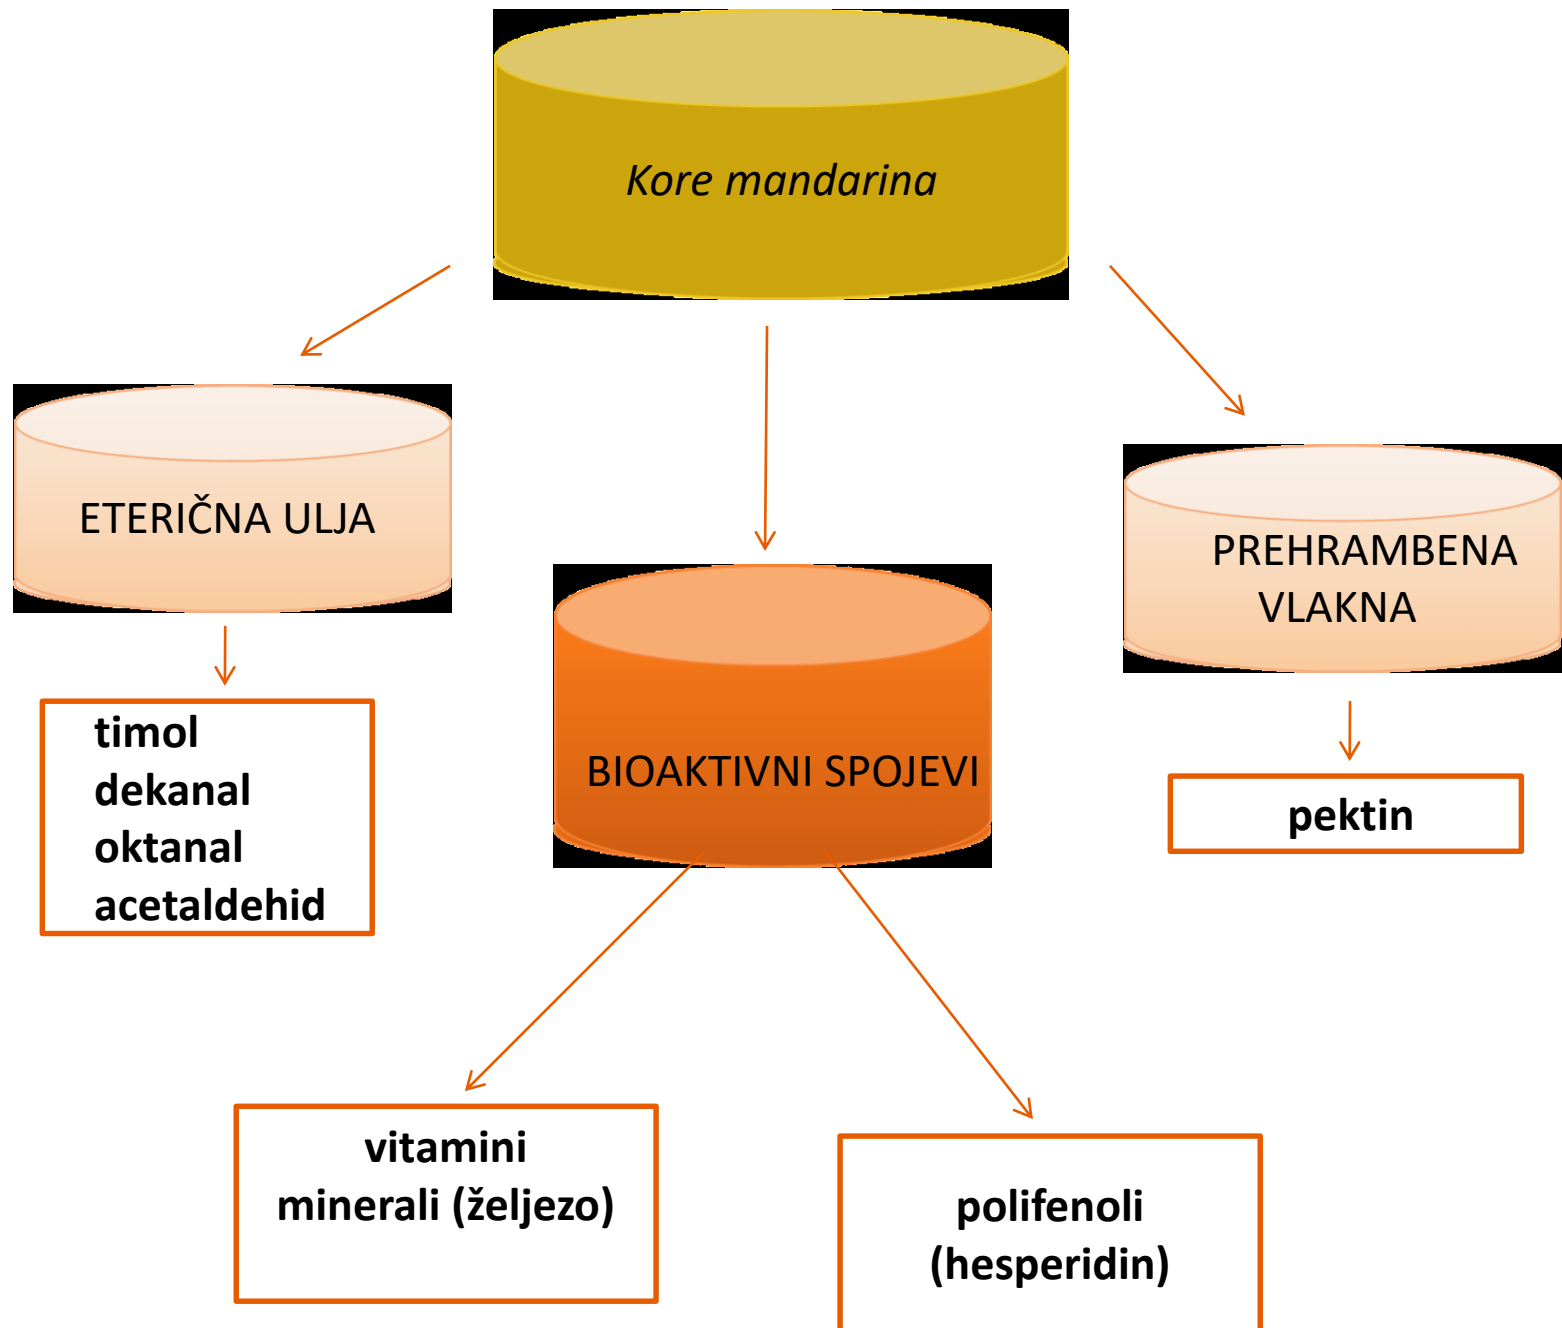 Kore mandarina
ETERIČNA ULJA
PREHRAMBENA
VLAKNA
BIOAKTIVNI SPOJEVI
timol
dekanal
oktanal
acetaldehid
pektin
vitamini
minerali (željezo)
polifenoli
(hesperidin)